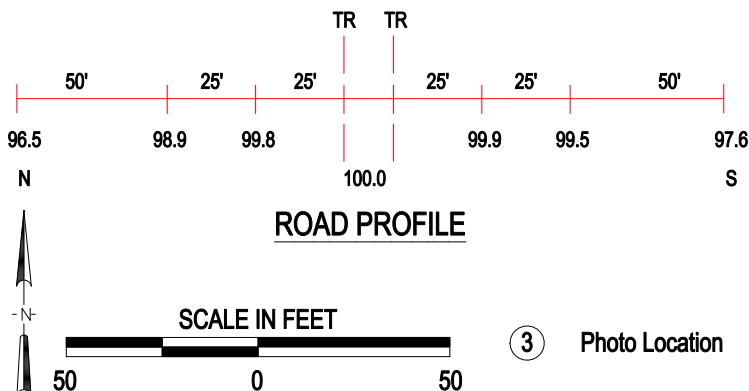 TR TR
50' 25' 25' 25' 25' 50'
96.5 98.9 99.8 99.9 99.5 97.6
N 100.0 S
ROAD PROFILE
-N-
SCALE IN FEET
3 Photo Location
50 0 50